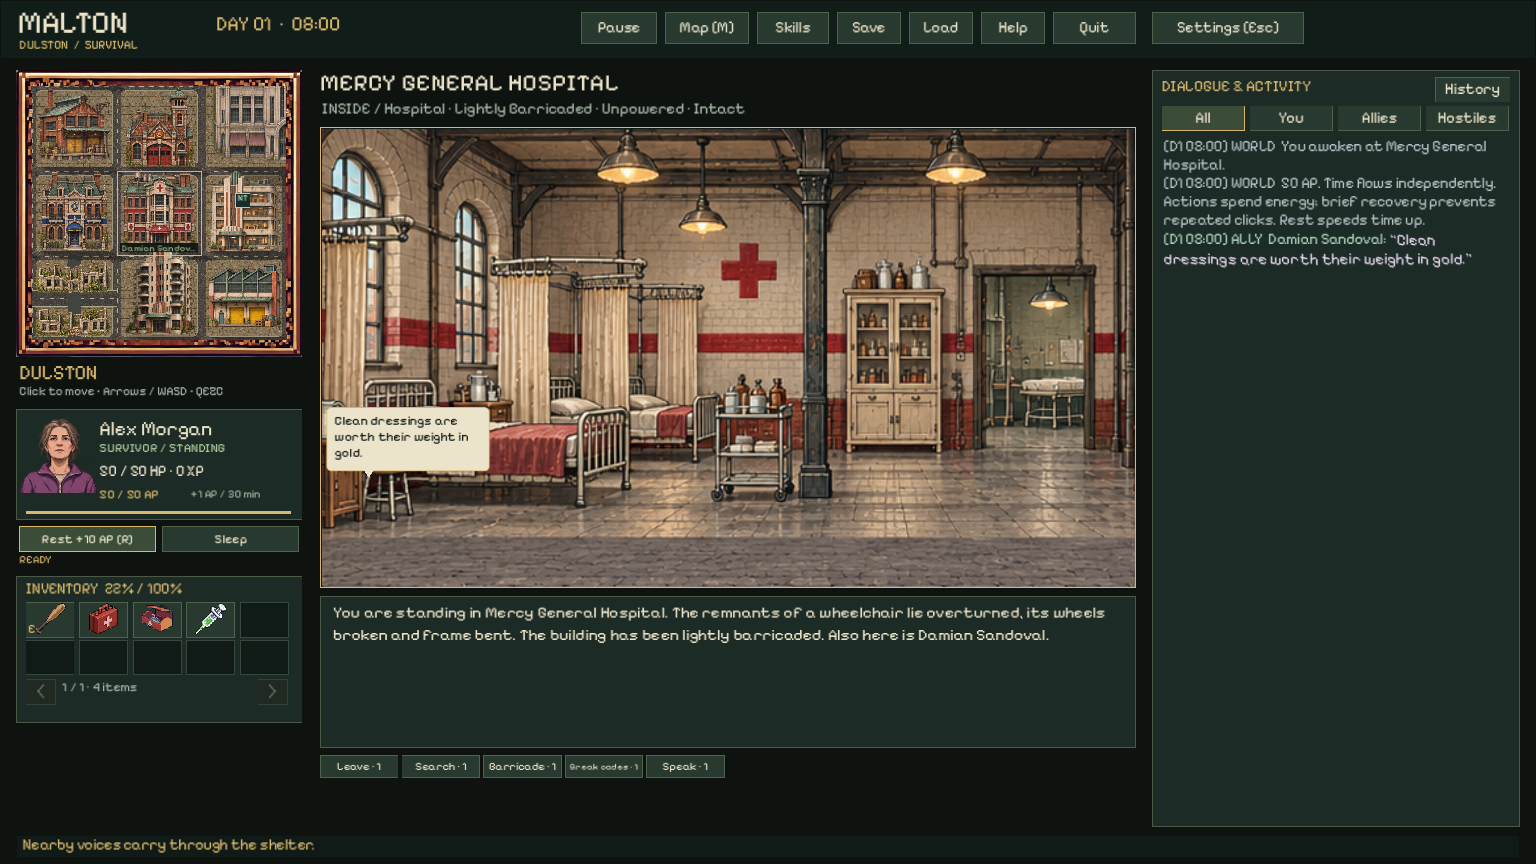 MALTON
DULSTON / SURVIVAL
DAY 01 · 08:00
Pause
Map (M)
Skills
Save
Load
Help
Quit
Settings (Esc)
NT
Damian Sandov...
DULSTON
Click to move · Arrows / WASD · QEZC
Alex Morgan
SURVIVOR / STANDING
50 / 50 HP · 0 XP
50 / 50 AP
+1 AP / 30 min
Rest +10 AP (R)
Sleep
READY
INVENTORY 22% / 100%
E
1 / 1 · 4 items
MERCY GENERAL HOSPITAL
INSIDE / Hospital · Lightly Barricaded · Unpowered · Intact
Clean dressings are
worth their weight in
gold.
You are standing in Mercy General Hospital. The remnants of a wheelchair lie overturned, its wheels
broken and frame bent. The building has been lightly barricaded. Also here is Damian Sandoval.
Leave · 1
Search · 1
Barricade · 1
Break cades · 1
Speak · 1
DIALOGUE & ACTIVITY
History
All
You
Allies
Hostiles
[D1 08:00] WORLD You awaken at Mercy General
Hospital.
[D1 08:00] WORLD 50 AP. Time flows independently.
Actions spend energy; brief recovery prevents
repeated clicks. Rest speeds time up.
[D1 08:00] ALLY Damian Sandoval: “Clean
dressings are worth their weight in gold.”
Nearby voices carry through the shelter.